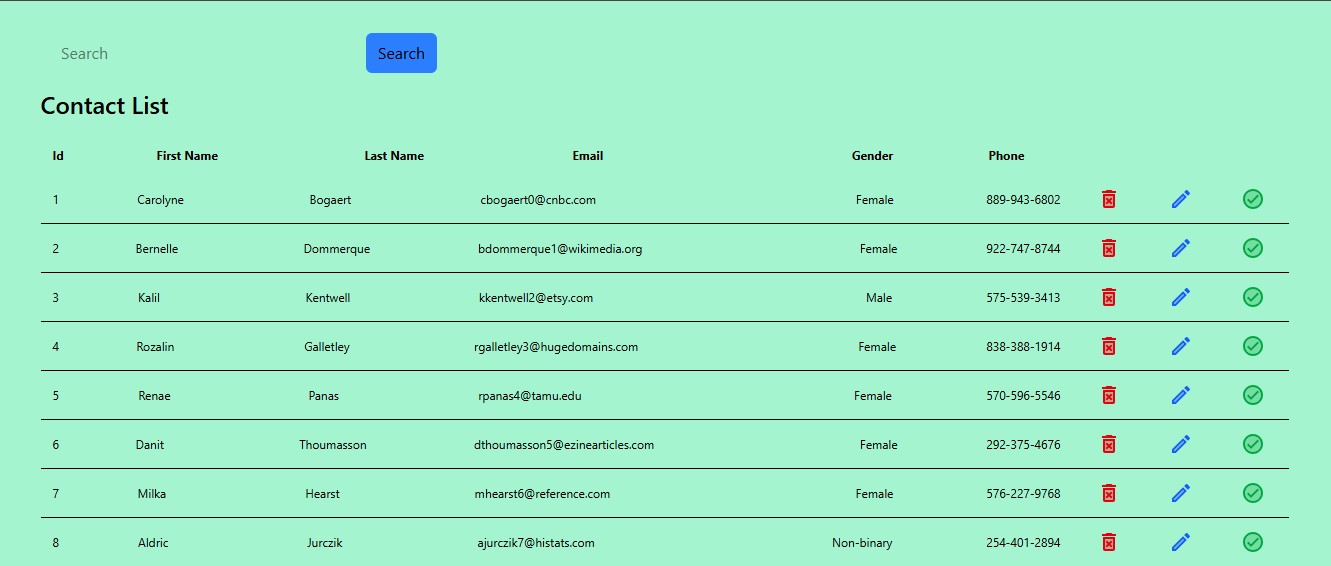 Search Search
Contact List
Id First Name Last Name Email Gender Phone
1 Carolyne Bogaert cbogaert0@cnbc.com Female 889-943-6802
2 Bernelle Dommerque bdommerque1@wikimedia.org Female 922-747-8744
3 Kalil Kentwell kkentwell2@etsy.com Male 575-539-3413
4 Rozalin Galletley rgalletley3@hugedomains.com Female 838-388-1914
5 Renae Panas rpanas4@tamu.edu Female 570-596-5546
6 Danit Thoumasson dthoumasson5@ezinearticles.com Female 292-375-4676
7 Milka Hearst mhearst6@reference.com Female 576-227-9768
8 Aldric Jurczik ajurczik7@histats.com Non-binary 254-401-2894